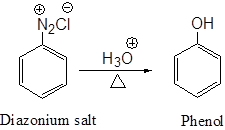 ⊕ ⊖
N2Cl
OH
H3O⊕
△
Diazonium salt
Phenol